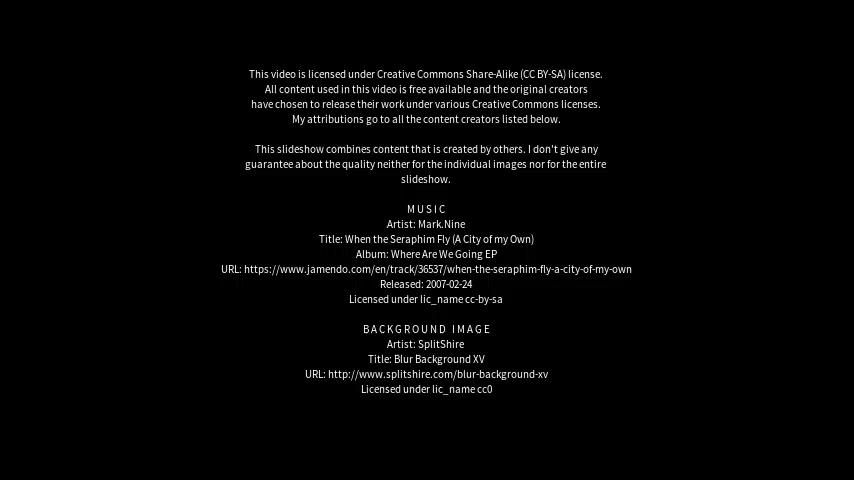 This video is licensed under Creative Commons Share-Alike (CC BY-SA) license.
All content used in this video is free available and the original creators
have chosen to release their work under various Creative Commons licenses.
My attributions go to all the content creators listed below.
This slideshow combines content that is created by others. I don't give any
guarantee about the quality neither for the individual images nor for the entire
slideshow.
MUSIC
Artist: Mark.Nine
Title: When the Seraphim Fly (A City of my Own)
Album: Where Are We Going EP
URL: https://www.jamendo.com/en/track/36537/when-the-seraphim-fly-a-city-of-my-own
Released: 2007-02-24
Licensed under lic_name cc-by-sa
BACKGROUND IMAGE
Artist: SplitShire
Title: Blur Background XV
URL: http://www.splitshire.com/blur-background-xv
Licensed under lic_name cc0